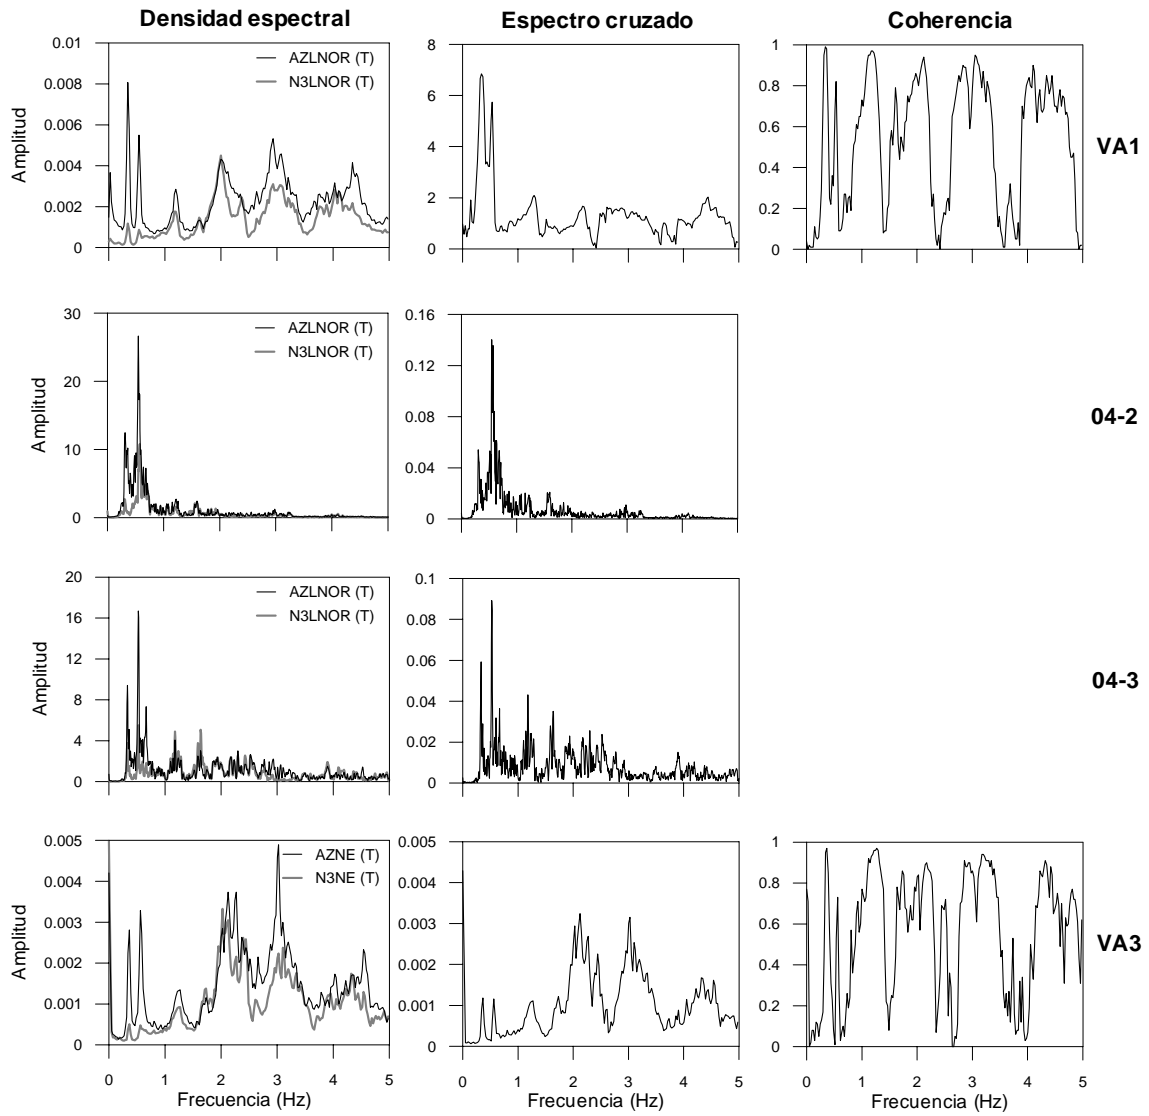 Densidad espectral
Espectro cruzado
Coherencia
0.01
0.008
0.006
0.004
0.002
0
Amplitud
AZLNOR (T)
N3LNOR (T)
8
6
4
2
0
1
0.8
0.6
0.4
0.2
0
0 1 2 3 4 5
VA1
30
20
10
0
Amplitud
AZLNOR (T)
N3LNOR (T)
0.16
0.12
0.08
0.04
0
04-2
20
16
12
8
4
0
Amplitud
AZLNOR (T)
N3LNOR (T)
0.1
0.08
0.06
0.04
0.02
0
04-3
0.005
0.004
0.003
0.002
0.001
0
Amplitud
AZNE (T)
N3NE (T)
0 1 2 3 4 5
Frecuencia (Hz)
0.005
0.004
0.003
0.002
0.001
0
0 1 2 3 4 5
Frecuencia (Hz)
1
0.8
0.6
0.4
0.2
0
0 1 2 3 4 5
Frecuencia (Hz)
VA3